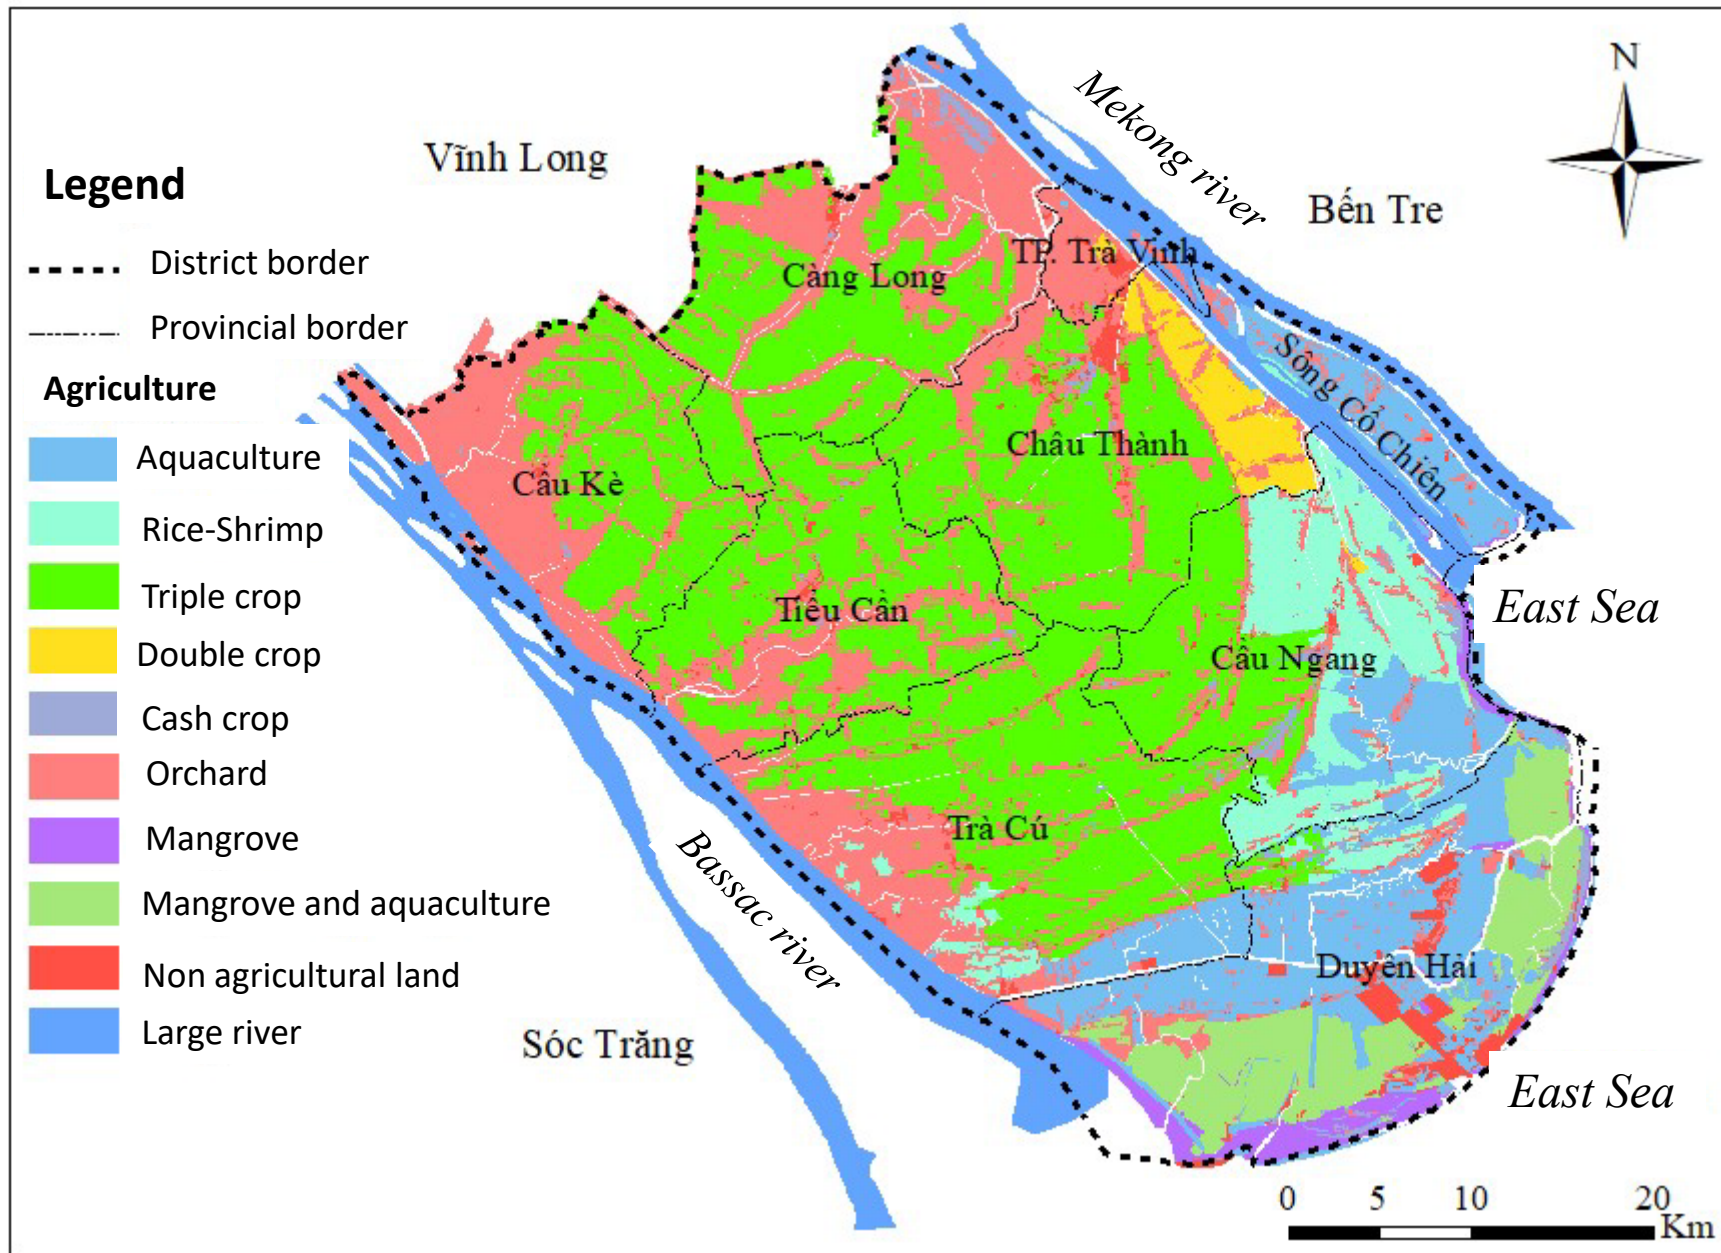 N
Mekong river
Vĩnh Long
Bến Tre
Legend
District border
Provincial border
Agriculture
Aquaculture
Rice-Shrimp
Triple crop
Double crop
Cash crop
Orchard
Mangrove
Mangrove and aquaculture
Non agricultural land
Large river
TP. Trà Vinh
Càng Long
Sông Cổ Chiên
Châu Thành
Cầu Kè
Tiểu Cần
East Sea
Cầu Ngang
Trà Cú
Bassac river
Duyên Hải
Sóc Trăng
East Sea
0 5 10 20
Km